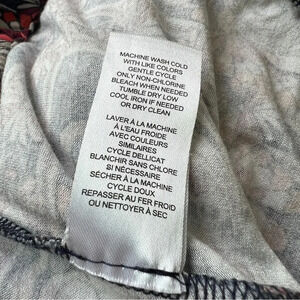 MACHINE WASH COLD
WITH LIKE COLORS
GENTLE CYCLE
ONLY NON-CHLORINE
BLEACH WHEN NEEDED
TUMBLE DRY LOW
COOL IRON IF NEEDED
OR DRY CLEAN
LAVER À LA MACHINE
À L'EAU FROIDE
AVEC COULEURS
SIMILAIRES
CYCLE DELLICAT
BLANCHIR SANS CHLORE
SI NÉCESSAIRE
SÉCHER À LA MACHINE
CYCLE DOUX
REPASSER AU FER FROID
OU NETTOYER À SEC